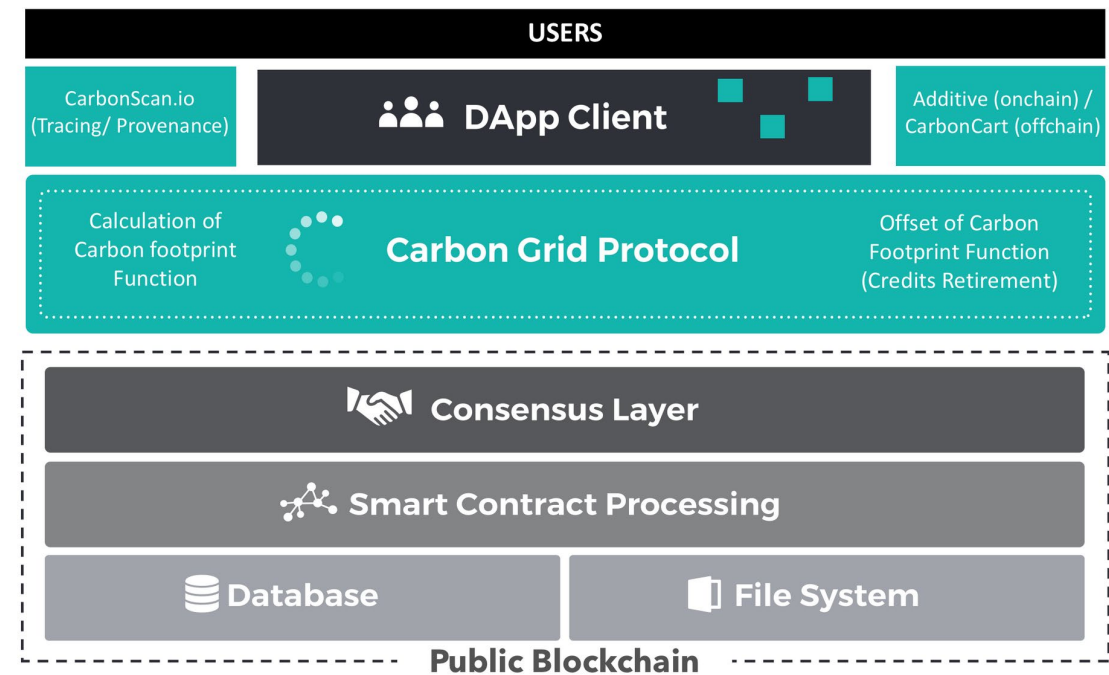 USERS
CarbonScan.io
(Tracing/ Provenance)
DApp Client
Additive (onchain) /
CarbonCart (offchain)
Calculation of
Carbon footprint
Function
Carbon Grid Protocol
Offset of Carbon
Footprint Function
(Credits Retirement)
Consensus Layer
Smart Contract Processing
Database
File System
Public Blockchain